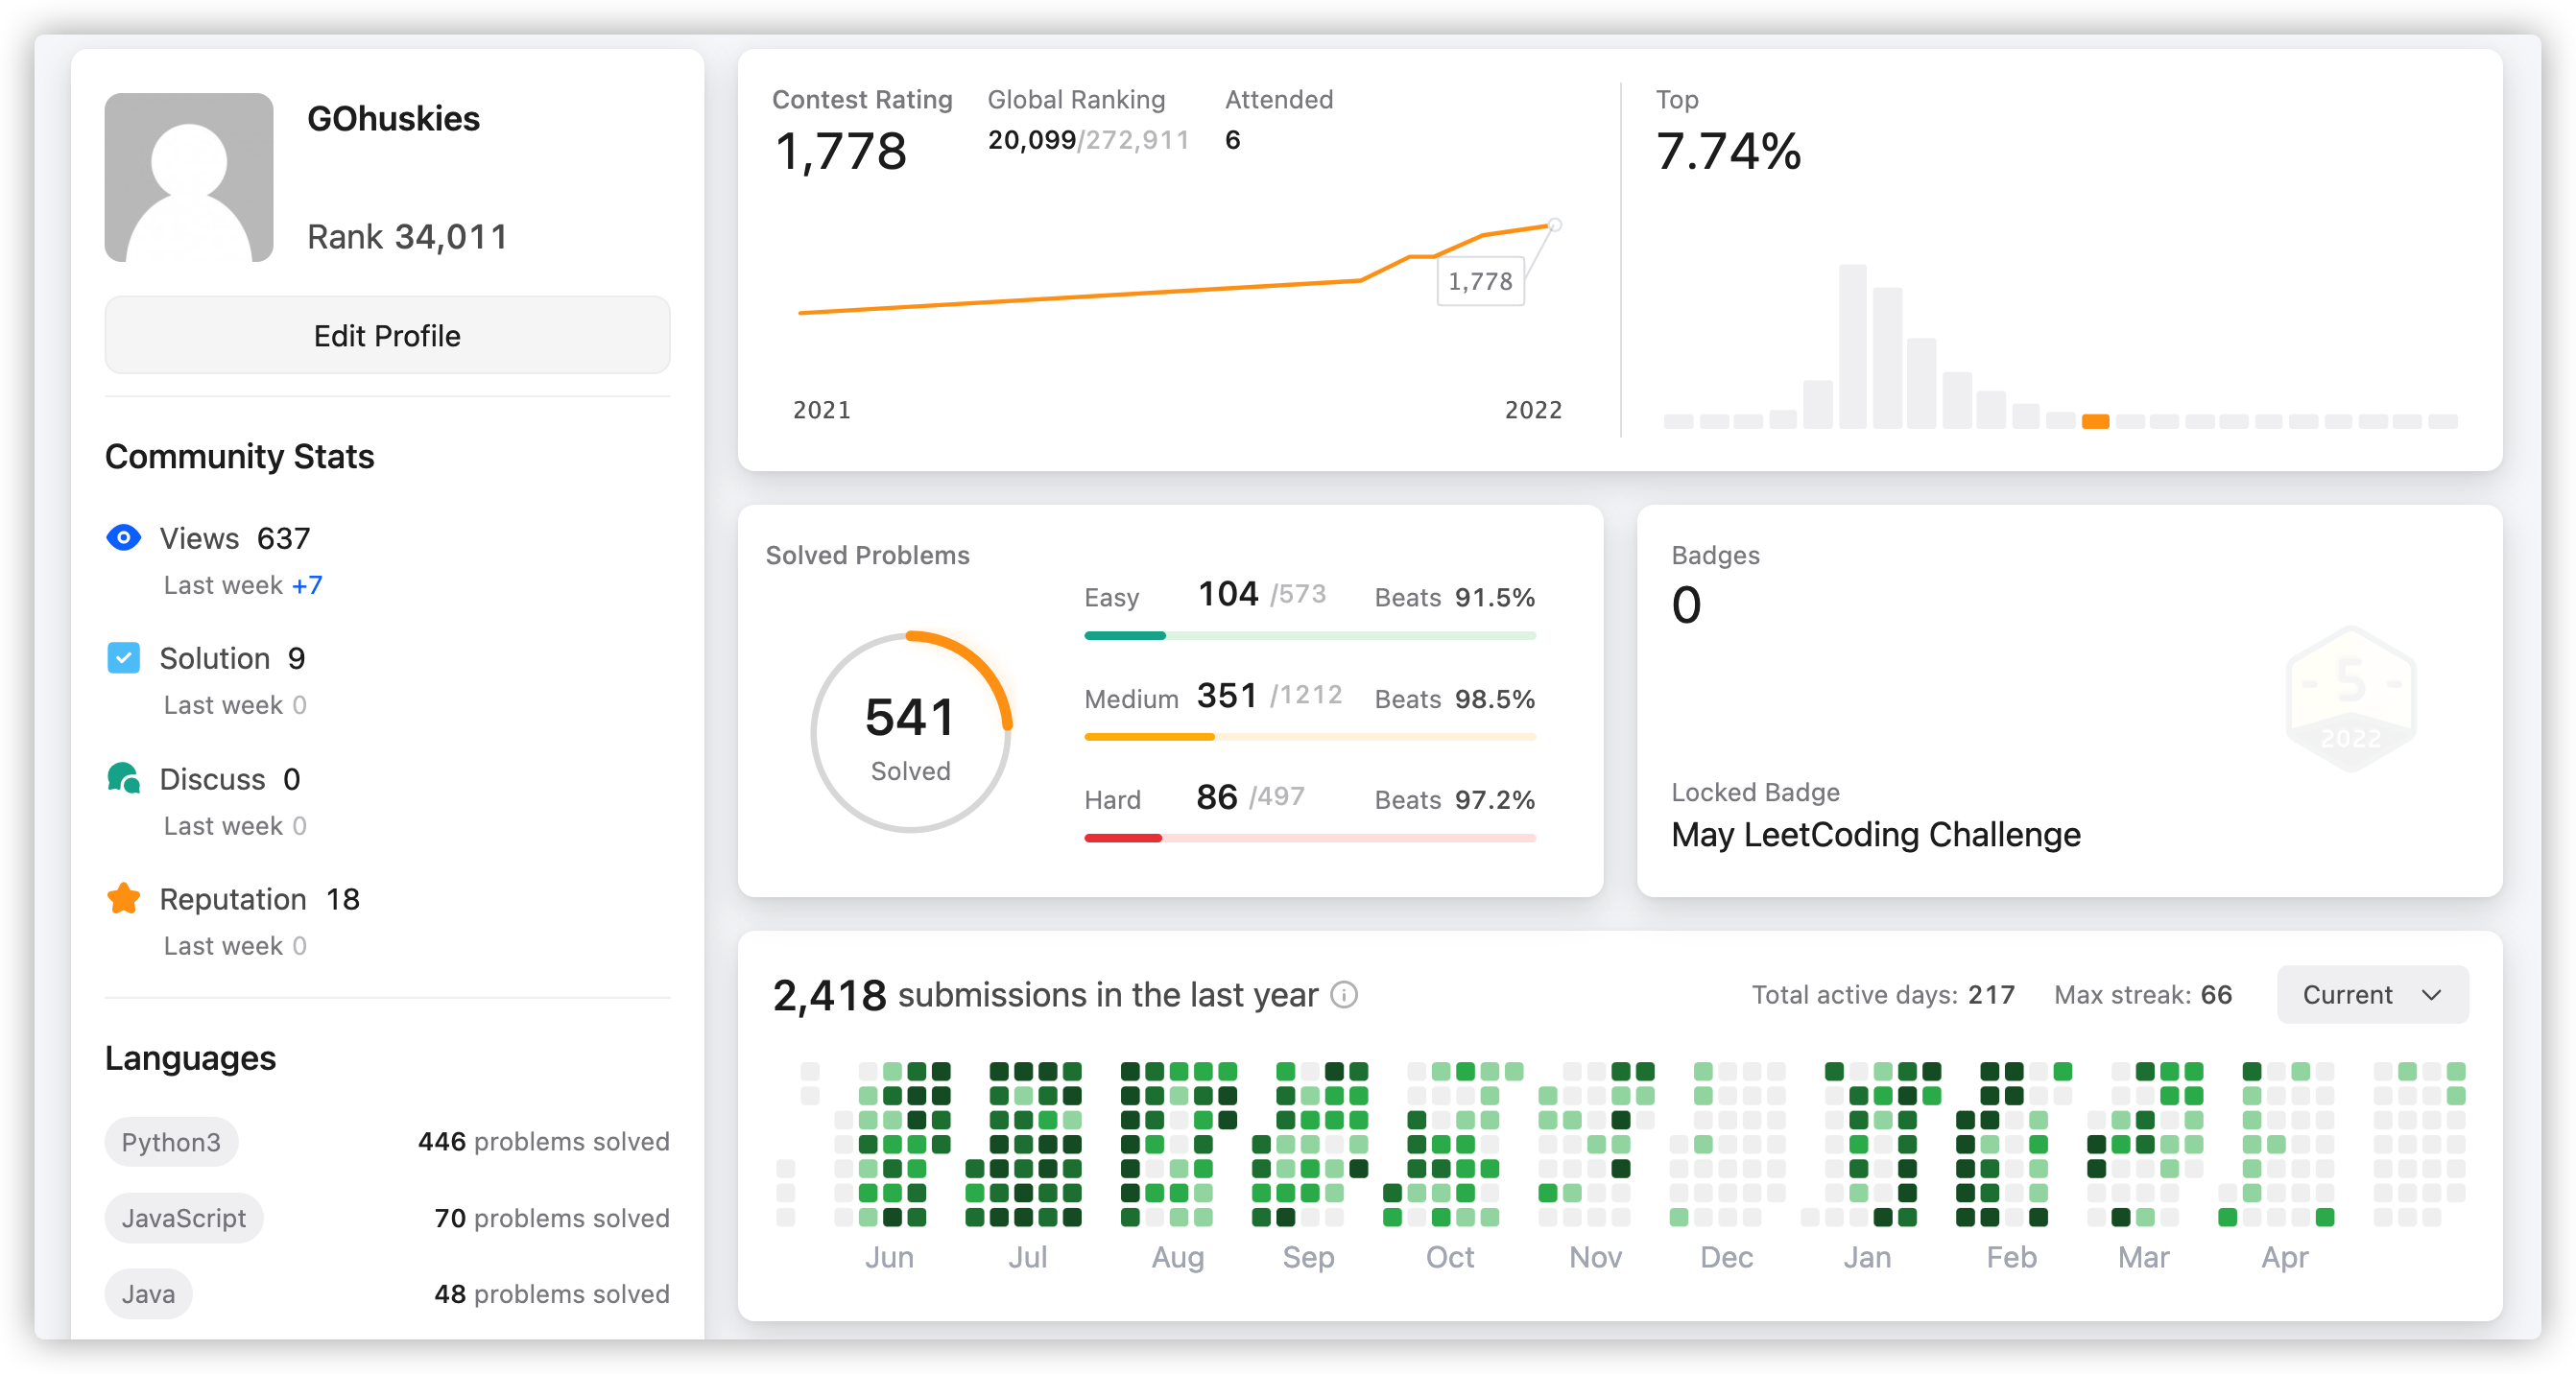 GOhuskies
Rank 34,011
Edit Profile
Community Stats
Views 637
Last week +7
Solution 9
Last week 0
Discuss 0
Last week 0
Reputation 18
Last week 0
Languages
Python3 446 problems solved
JavaScript 70 problems solved
Java 48 problems solved
Contest Rating
1,778
Global Ranking
20,099/272,911
Attended
6
1,778
2021 2022
Top
7.74%
Solved Problems
541
Solved
Easy 104 /573 Beats 91.5%
Medium 351 /1212 Beats 98.5%
Hard 86 /497 Beats 97.2%
Badges
0
5
2022
Locked Badge
May LeetCoding Challenge
2,418 submissions in the last year
Total active days: 217 Max streak: 66 Current
Jun Jul Aug Sep Oct Nov Dec Jan Feb Mar Apr